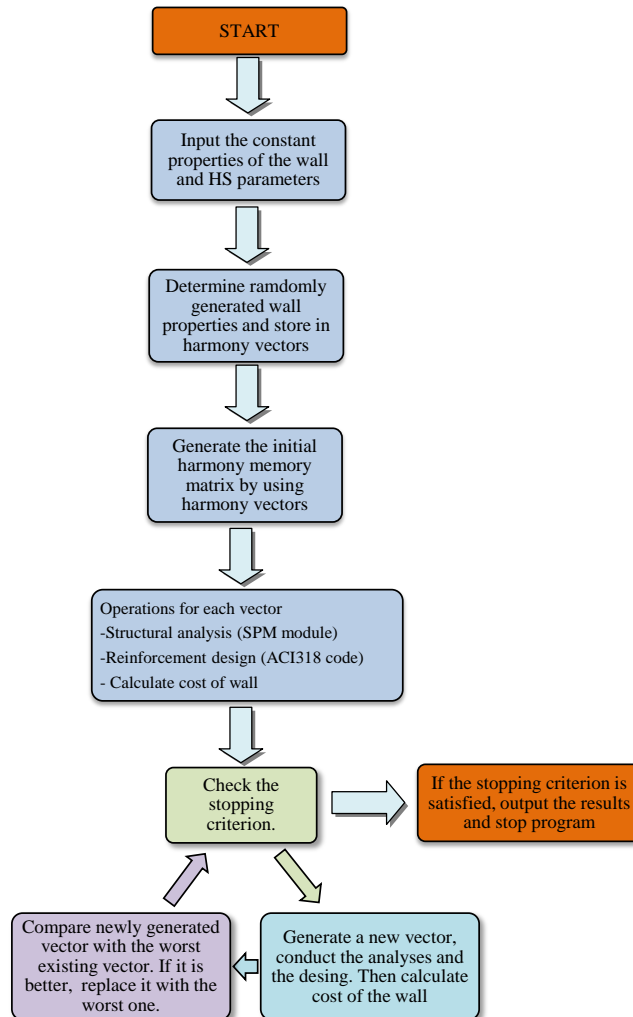 START
Input the constant
properties of the wall
and HS parameters
Determine ramdomly
generated wall
properties and store in
harmony vectors
Generate the initial
harmony memory
matrix by using
harmony vectors
Operations for each vector
-Structural analysis (SPM module)
-Reinforcement design (ACI318 code)
- Calculate cost of wall
Check the
stopping
criterion.
If the stopping criterion is
satisfied, output the results
and stop program
Generate a new vector,
conduct the analyses and
the desing. Then calculate
cost of the wall
Compare newly generated
vector with the worst
existing vector. If it is
better, replace it with the
worst one.